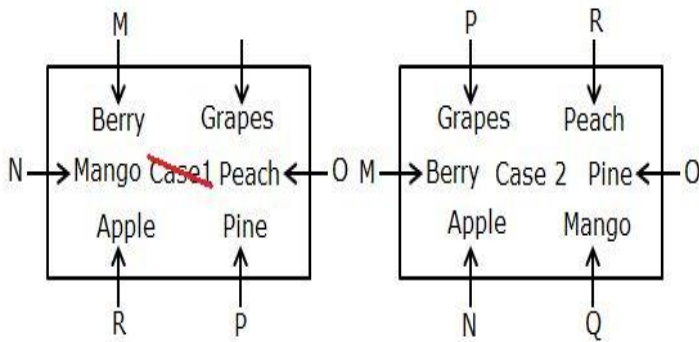 M P R
Berry Grapes Grapes Peach
N Mango Case1 Peach O M Berry Case 2 Pine O
Apple Pine Apple Mango
R P N Q